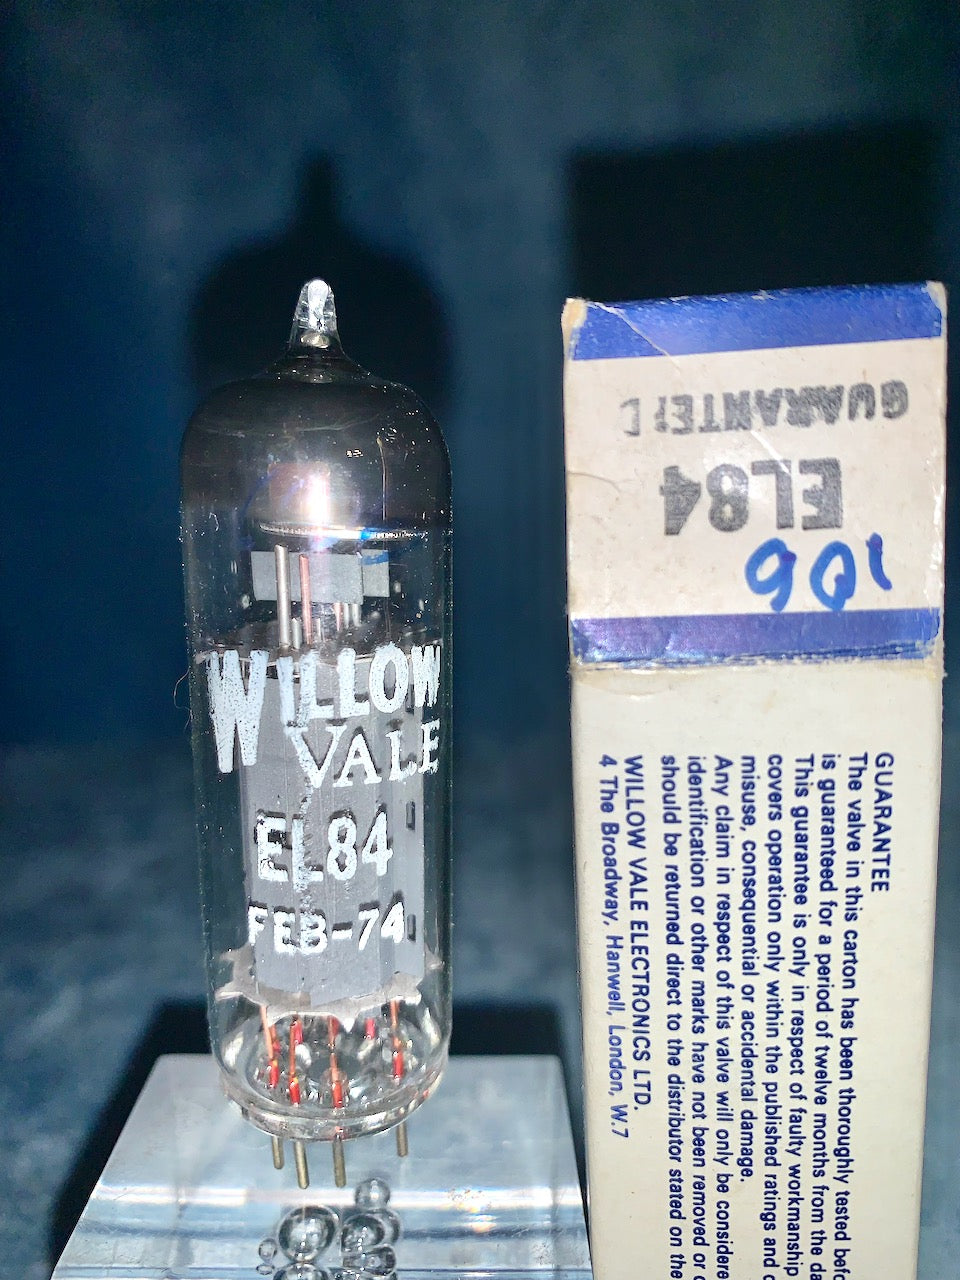 WILLOW
VALE
EL84
FEB-74
GUARANTEED
EL84
106
GUARANTEE
The valve in this carton has been thoroughly tested
is guaranteed for a period of twelve months from the
This guarantee is only in respect of faulty workmanship
covers operation only within the published ratings and
misuse, consequential or accidental damage.
Any claim in respect of this valve will only be
identification or other marks have not been removed or
should be returned direct to the distributor stated on the
WILLOW VALE ELECTRONICS LTD.
4 The Broadway, Hanwell, London, W.7